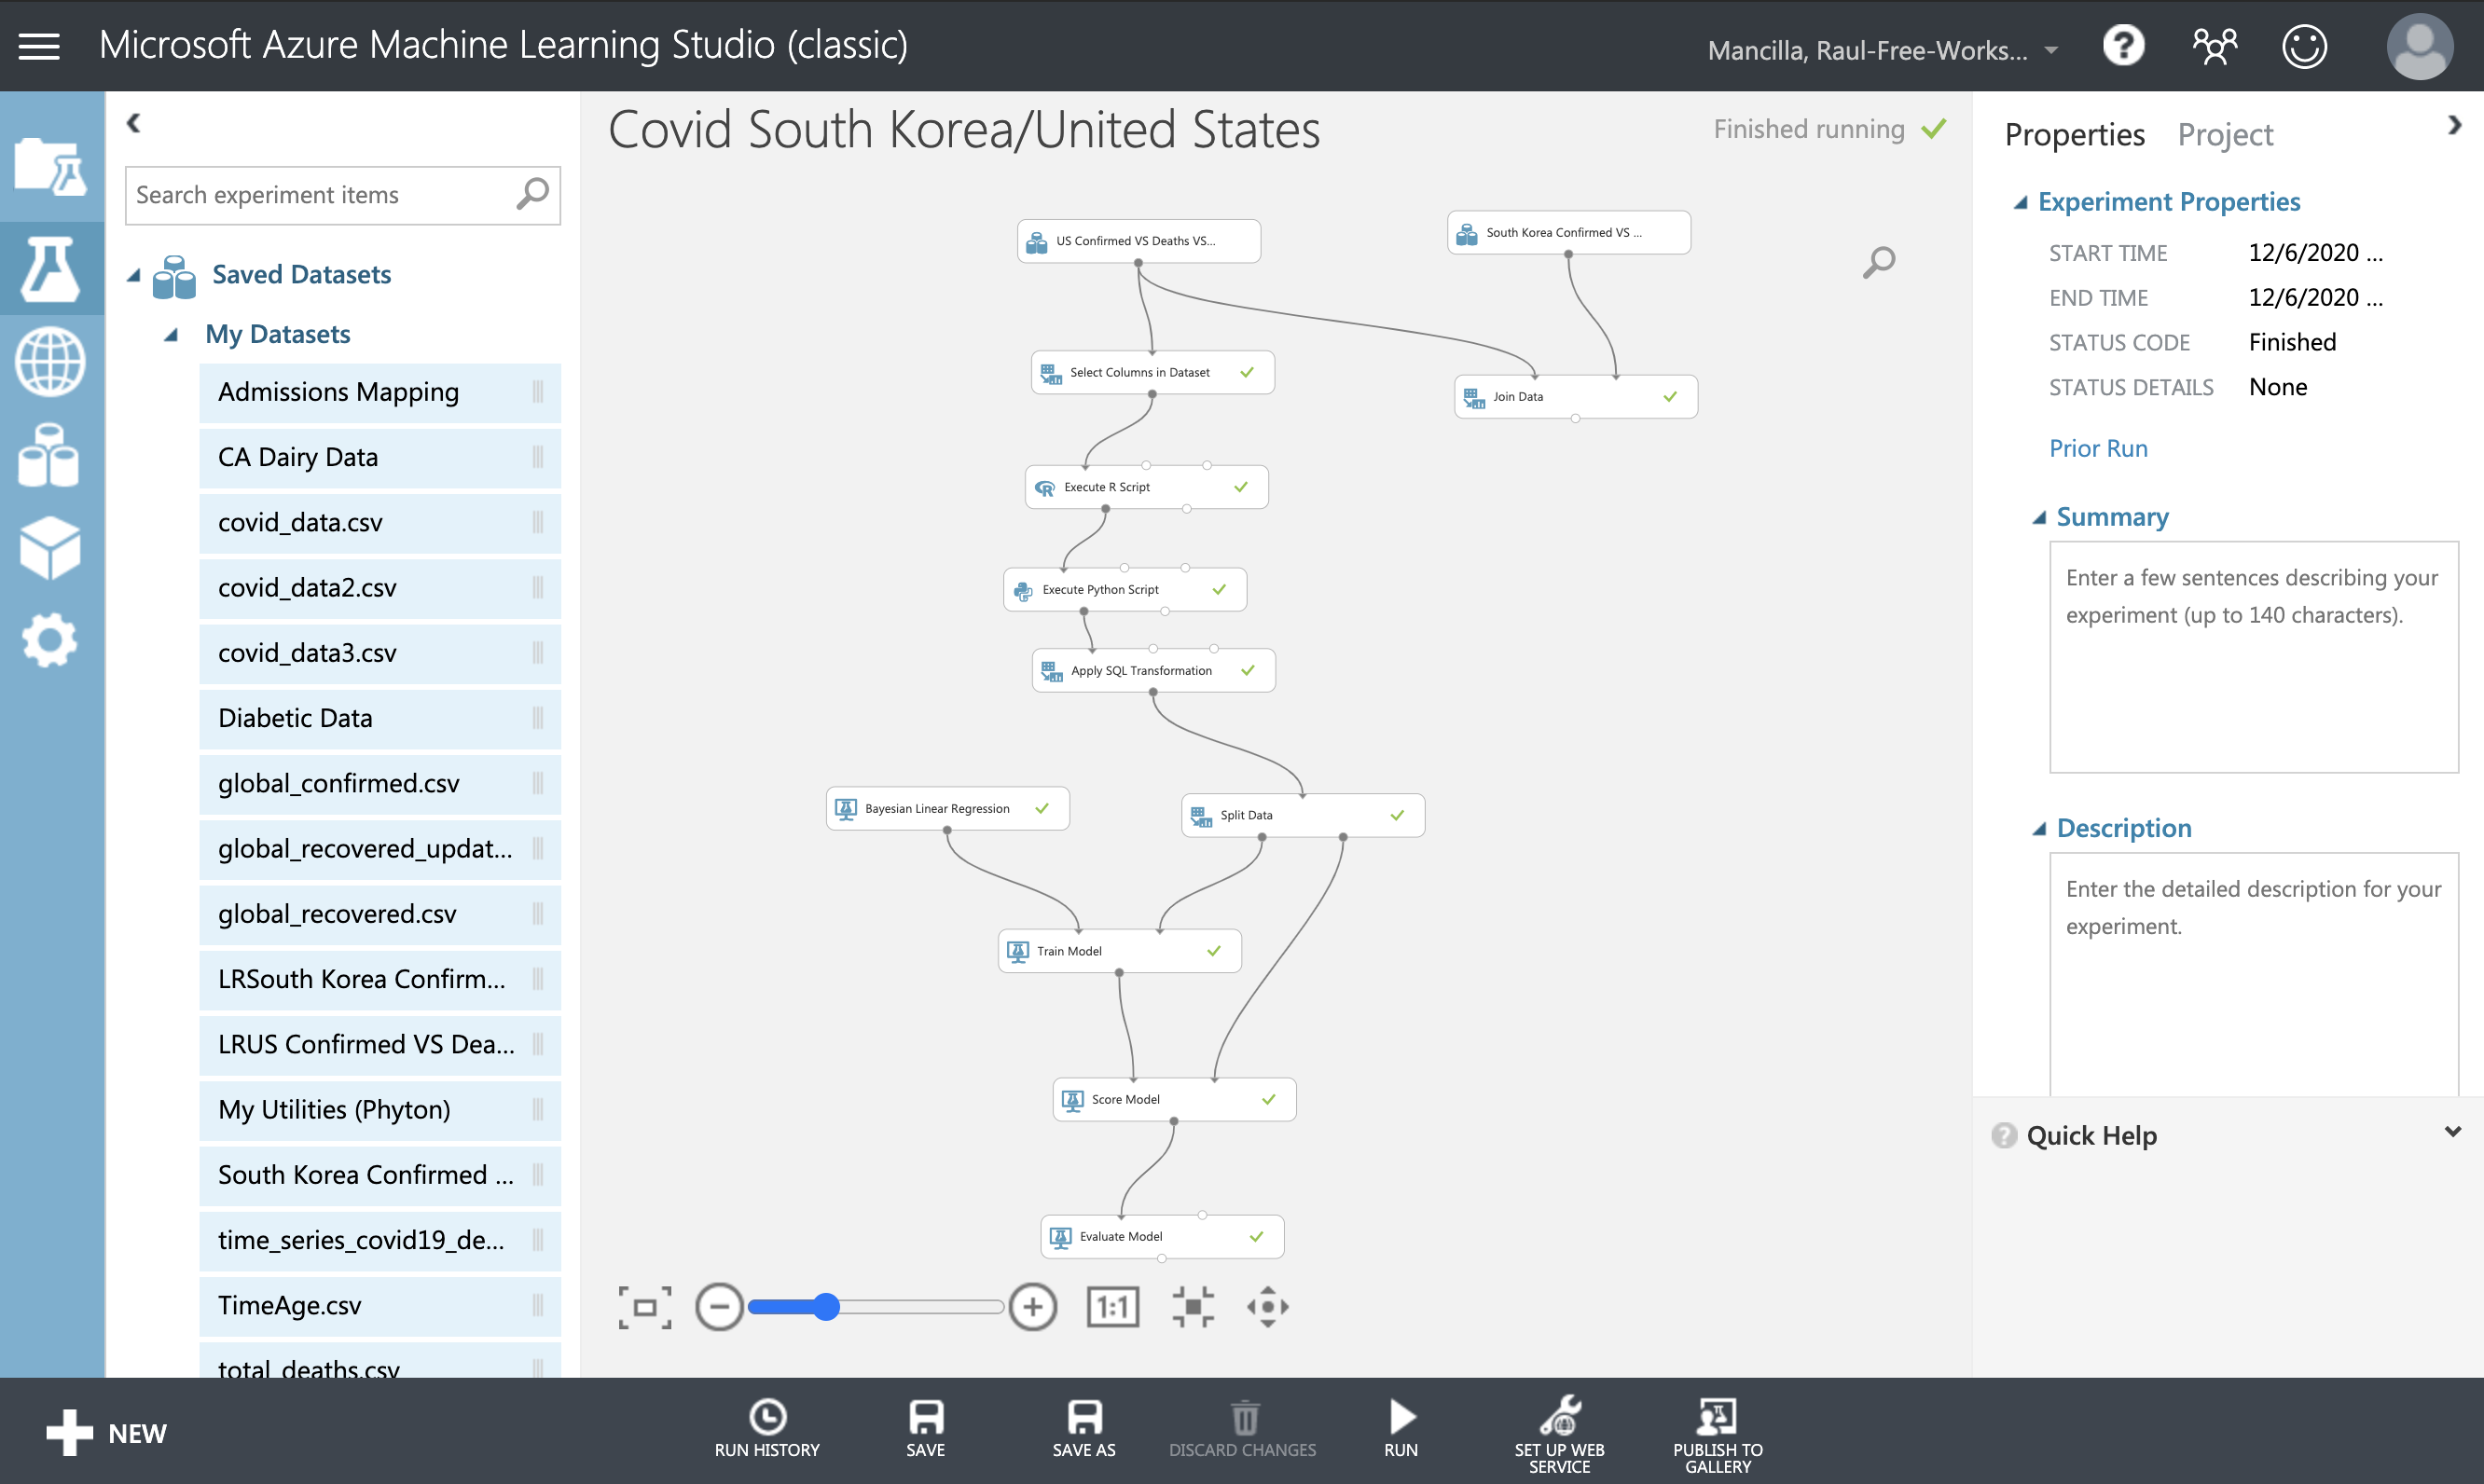 Microsoft Azure Machine Learning Studio (classic)
Mancilla, Raul-Free-Works...
Search experiment items
Saved Datasets
My Datasets
Admissions Mapping
CA Dairy Data
covid_data.csv
covid_data2.csv
covid_data3.csv
Diabetic Data
global_confirmed.csv
global_recovered_updat...
global_recovered.csv
LRSouth Korea Confirm...
LRUS Confirmed VS Dea...
My Utilities (Phyton)
South Korea Confirmed ...
time_series_covid19_de...
TimeAge.csv
total_deaths.csv
Covid South Korea/United States
Finished running
US Confirmed VS Deaths VS...
South Korea Confirmed VS ...
Select Columns in Dataset
Join Data
Execute R Script
Execute Python Script
Apply SQL Transformation
Bayesian Linear Regression
Split Data
Train Model
Score Model
Evaluate Model
1:1
Properties Project
Experiment Properties
START TIME 12/6/2020 ...
END TIME 12/6/2020 ...
STATUS CODE Finished
STATUS DETAILS None
Prior Run
Summary
Enter a few sentences describing your
experiment (up to 140 characters).
Description
Enter the detailed description for your
experiment.
Quick Help
NEW
RUN HISTORY
SAVE
SAVE AS
DISCARD CHANGES
RUN
SET UP WEB
SERVICE
PUBLISH TO
GALLERY